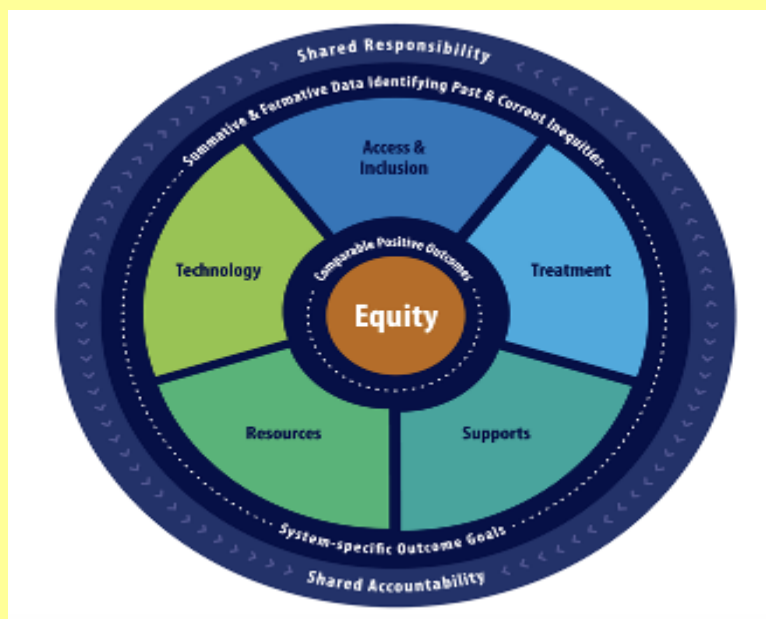 Shared Responsibility
Summative & Formative Data Identifying Past & Current Inequities
Access &
Inclusion
Technology
Treatment
Comparable Positive Outcomes
Equity
Resources
Supports
System-specific Outcome Goals
Shared Accountability